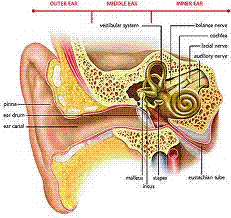 OUTER EAR MIDDLE EAR INNER EAR
vestibular system
balance nerve
cochlea
facial nerve
auditory nerve
pinna
ear drum
ear canal
malleus
incus
stapes
eustachian tube